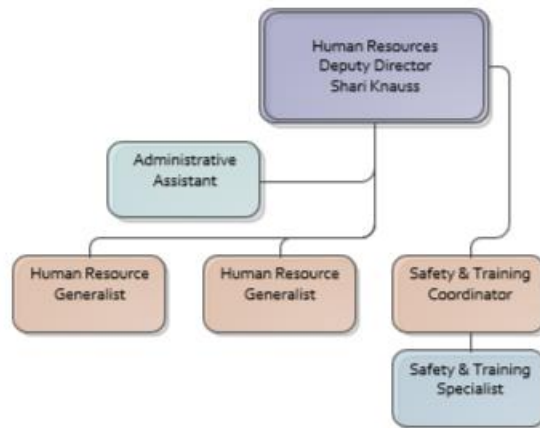 Human Resources
Deputy Director
Shari Knauss
Administrative
Assistant
Human Resource
Generalist
Human Resource
Generalist
Safety & Training
Coordinator
Safety & Training
Specialist